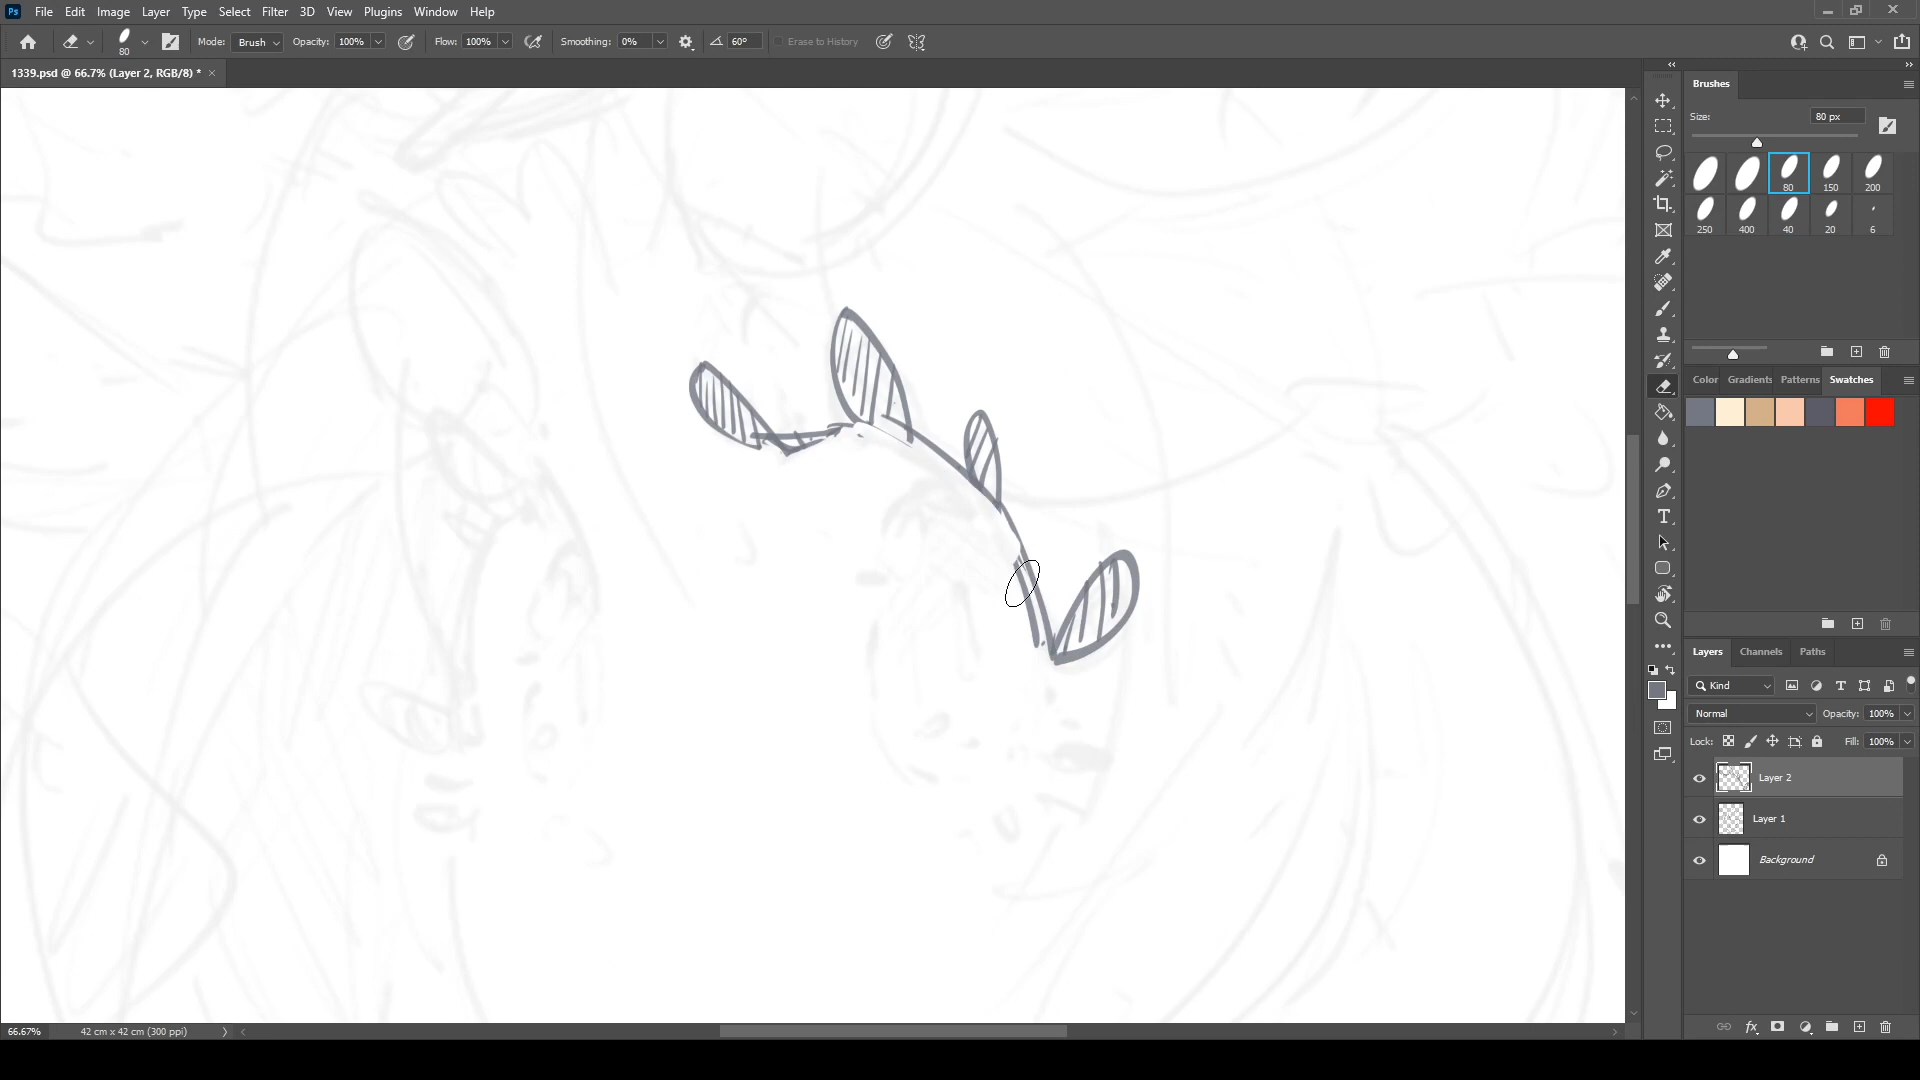 Ps File Edit Image Layer Type Select Filter 3D View Plugins Window Help
80 Mode: Brush Opacity: 100% Flow: 100% Smoothing: 0% 60° Erase to History
1339.psd @ 66.7% (Layer 2, RGB/8) * ×
Brushes
Size: 80 px
80 150 200
250 400 40 20 6
Color Gradients Patterns Swatches
Layers Channels Paths
Kind
Normal Opacity: 100%
Lock: Fill: 100%
Layer 2
Layer 1
Background
66.67% 42 cm x 42 cm (300 ppi)